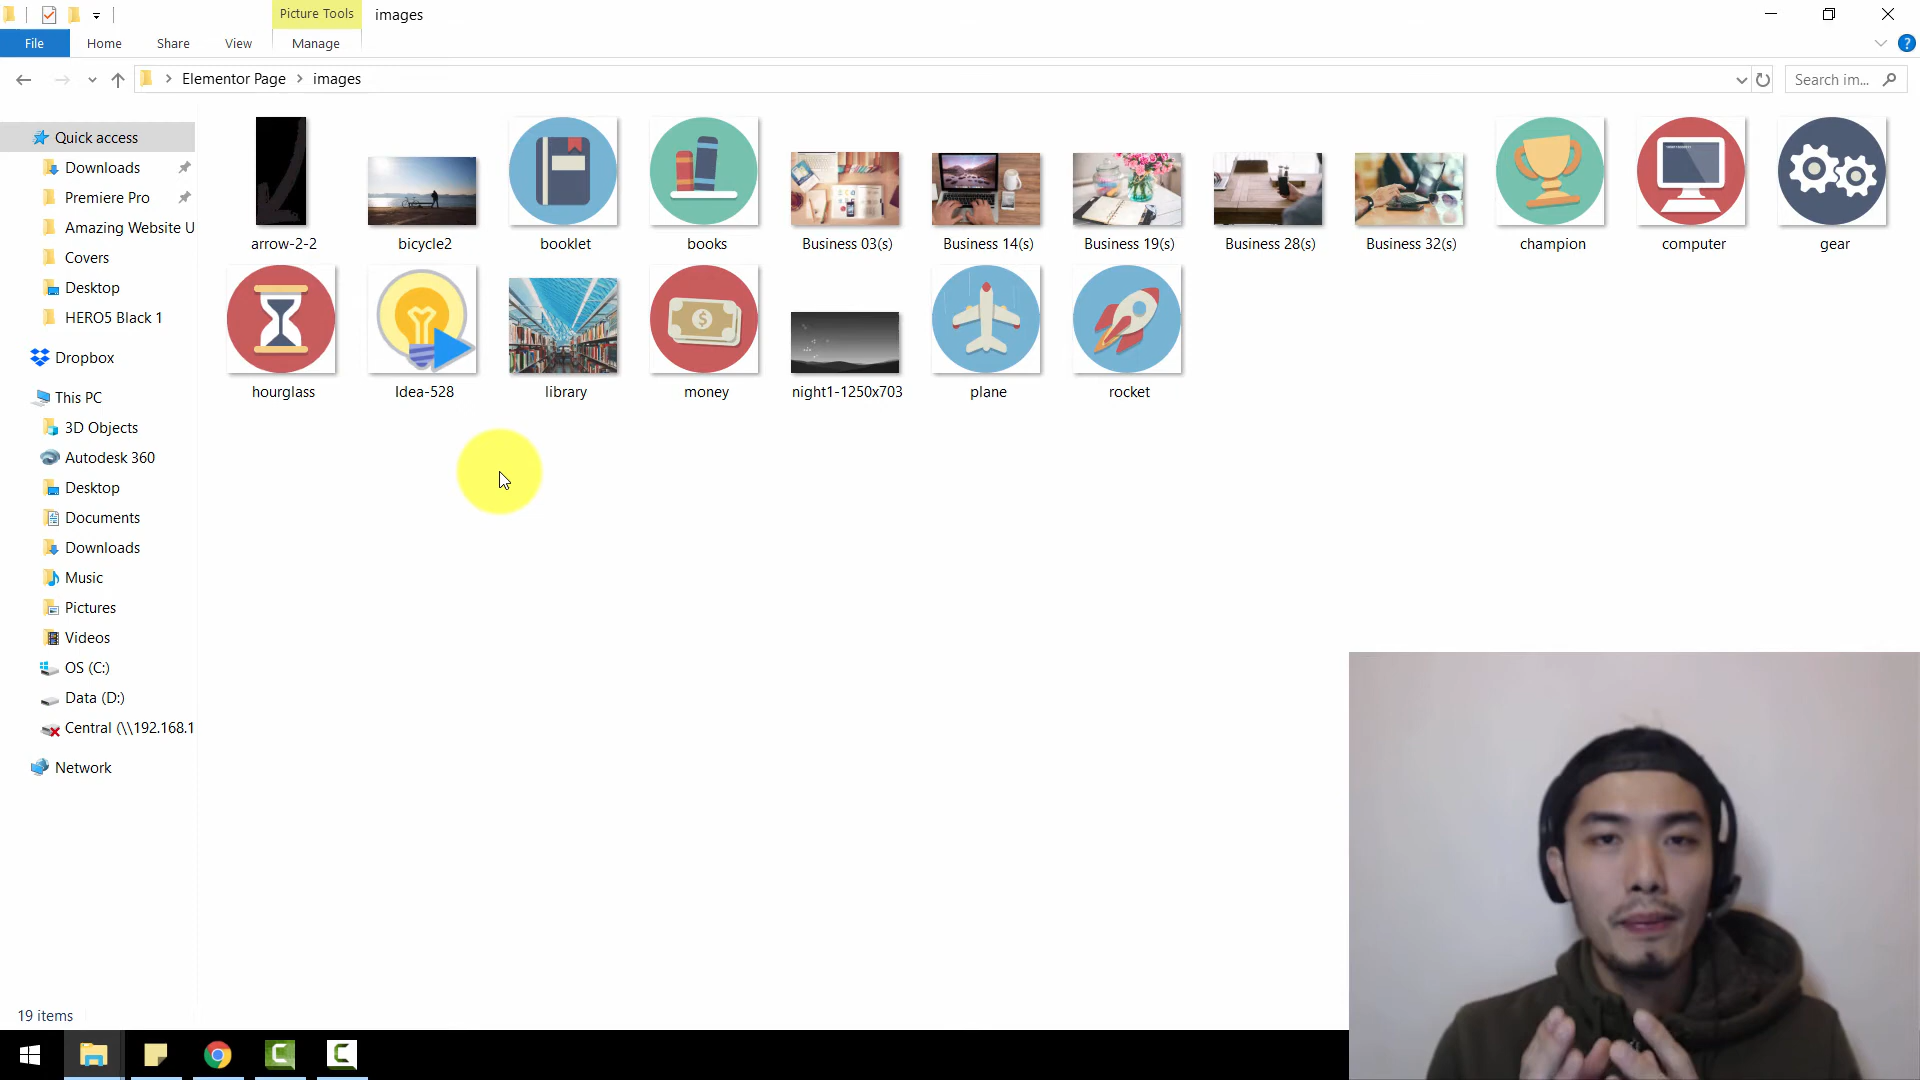 Picture Tools
images
File
Home
Share
View
Manage
Elementor Page
images
Search im...
Quick access
Downloads
Premiere Pro
Amazing Website U
Covers
Desktop
HERO5 Black 1
Dropbox
This PC
3D Objects
Autodesk 360
Desktop
Documents
Downloads
Music
Pictures
Videos
OS (C:)
Data (D:)
Central (\\192.168.1
Network
arrow-2-2
bicycle2
booklet
books
Business 03(s)
Business 14(s)
Business 19(s)
Business 28(s)
Business 32(s)
champion
computer
gear
hourglass
Idea-528
library
money
night1-1250x703
plane
rocket
19 items